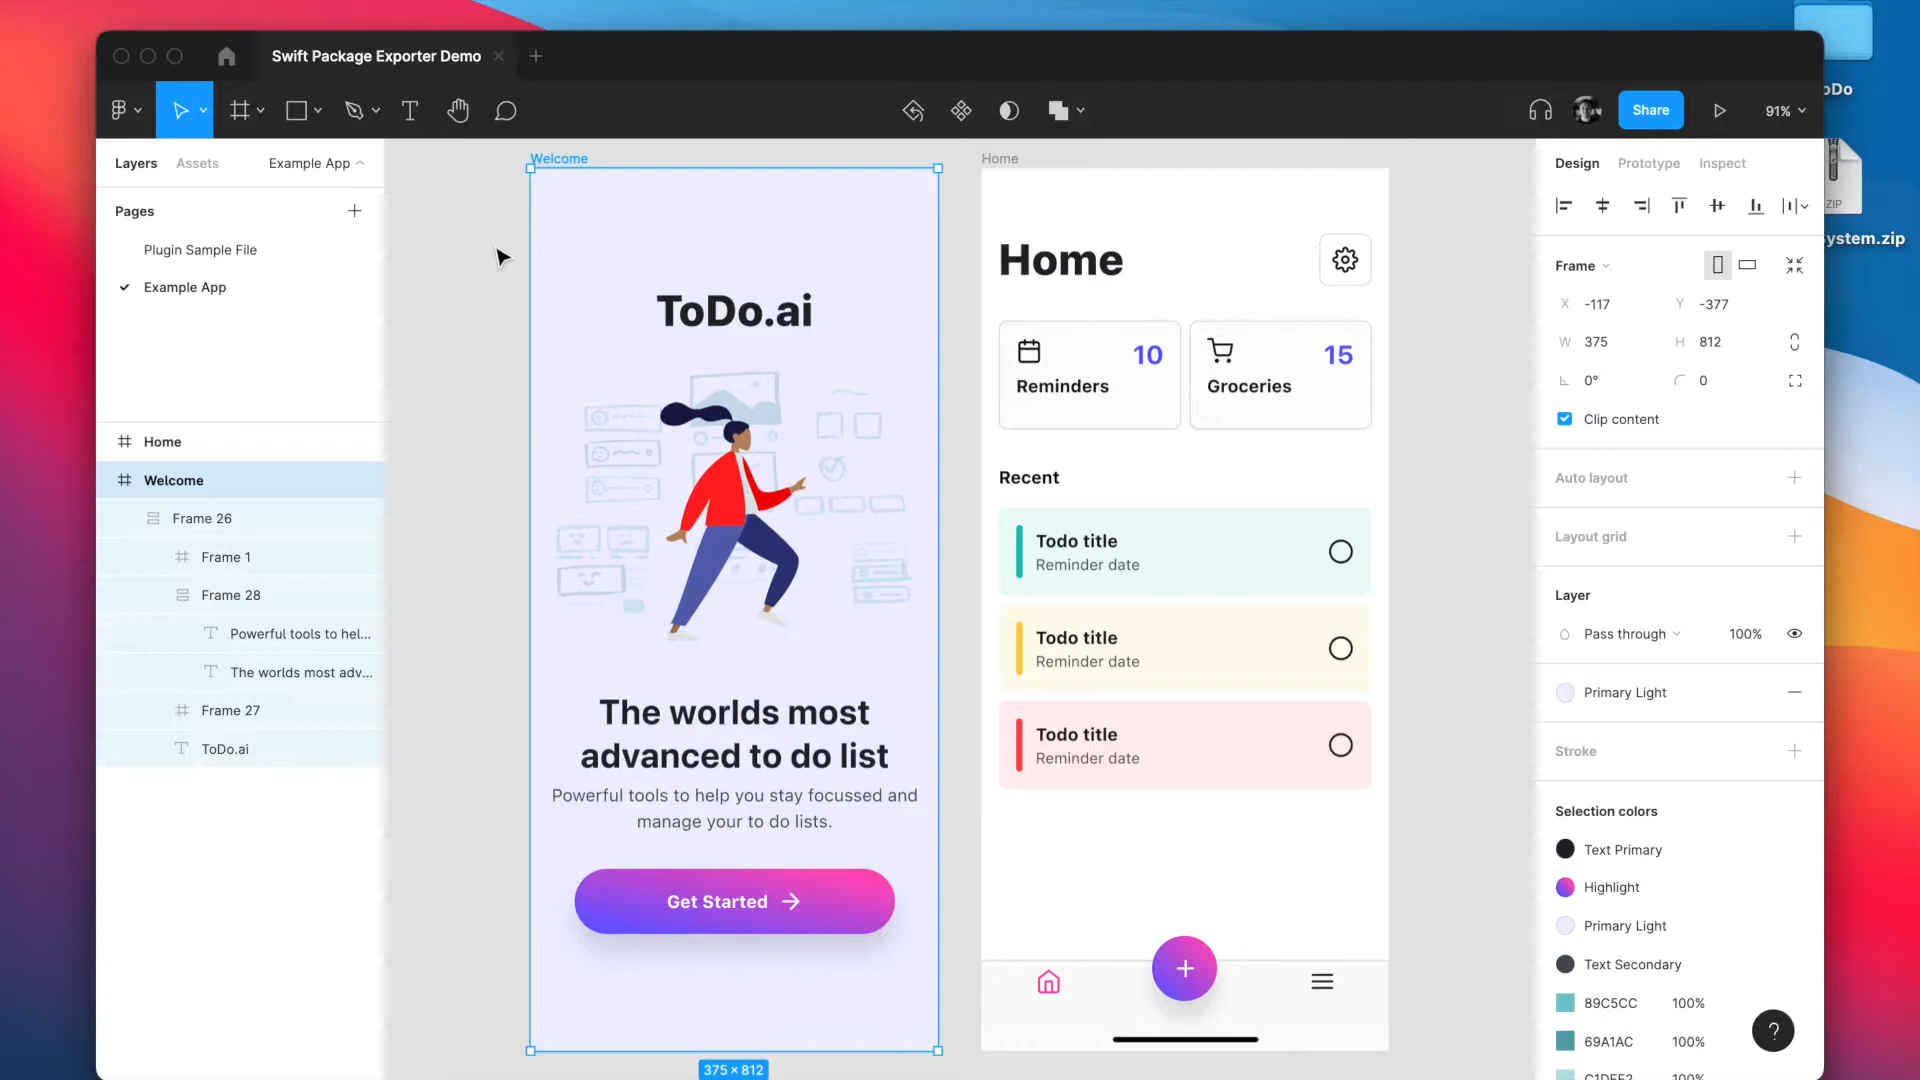 Swift Package Exporter Demo
oDo
Share
91%
ZIP
ystem.zip
Layers
Assets
Example App
Pages
Plugin Sample File
Example App
Home
Welcome
Frame 26
Frame 1
Frame 28
Powerful tools to hel...
The worlds most adv...
Frame 27
ToDo.ai
Welcome
ToDo.ai
The worlds most
advanced to do list
Powerful tools to help you stay focussed and
manage your to do lists.
Get Started
375 × 812
Home
Home
10
Reminders
15
Groceries
Recent
Todo title
Reminder date
Todo title
Reminder date
Todo title
Reminder date
Design
Prototype
Inspect
Frame
X -117
Y -377
W 375
H 812
0°
0
Clip content
Auto layout
Layout grid
Layer
Pass through
100%
Primary Light
Stroke
Selection colors
Text Primary
Highlight
Primary Light
Text Secondary
89C5CC 100%
69A1AC 100%
?